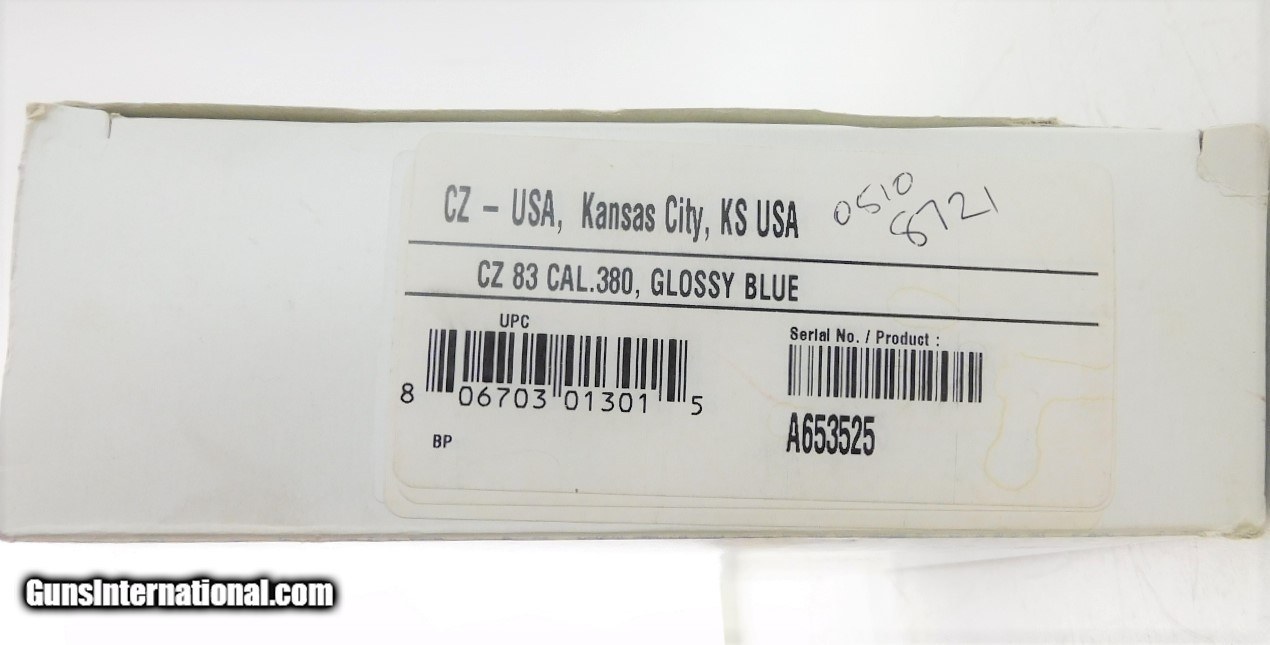 CZ – USA, Kansas City, KS USA
0510
8721
CZ 83 CAL.380, GLOSSY BLUE
UPC
8 06703 01301 5
BP
Serial No. / Product :
A653525
GunsInternational.com